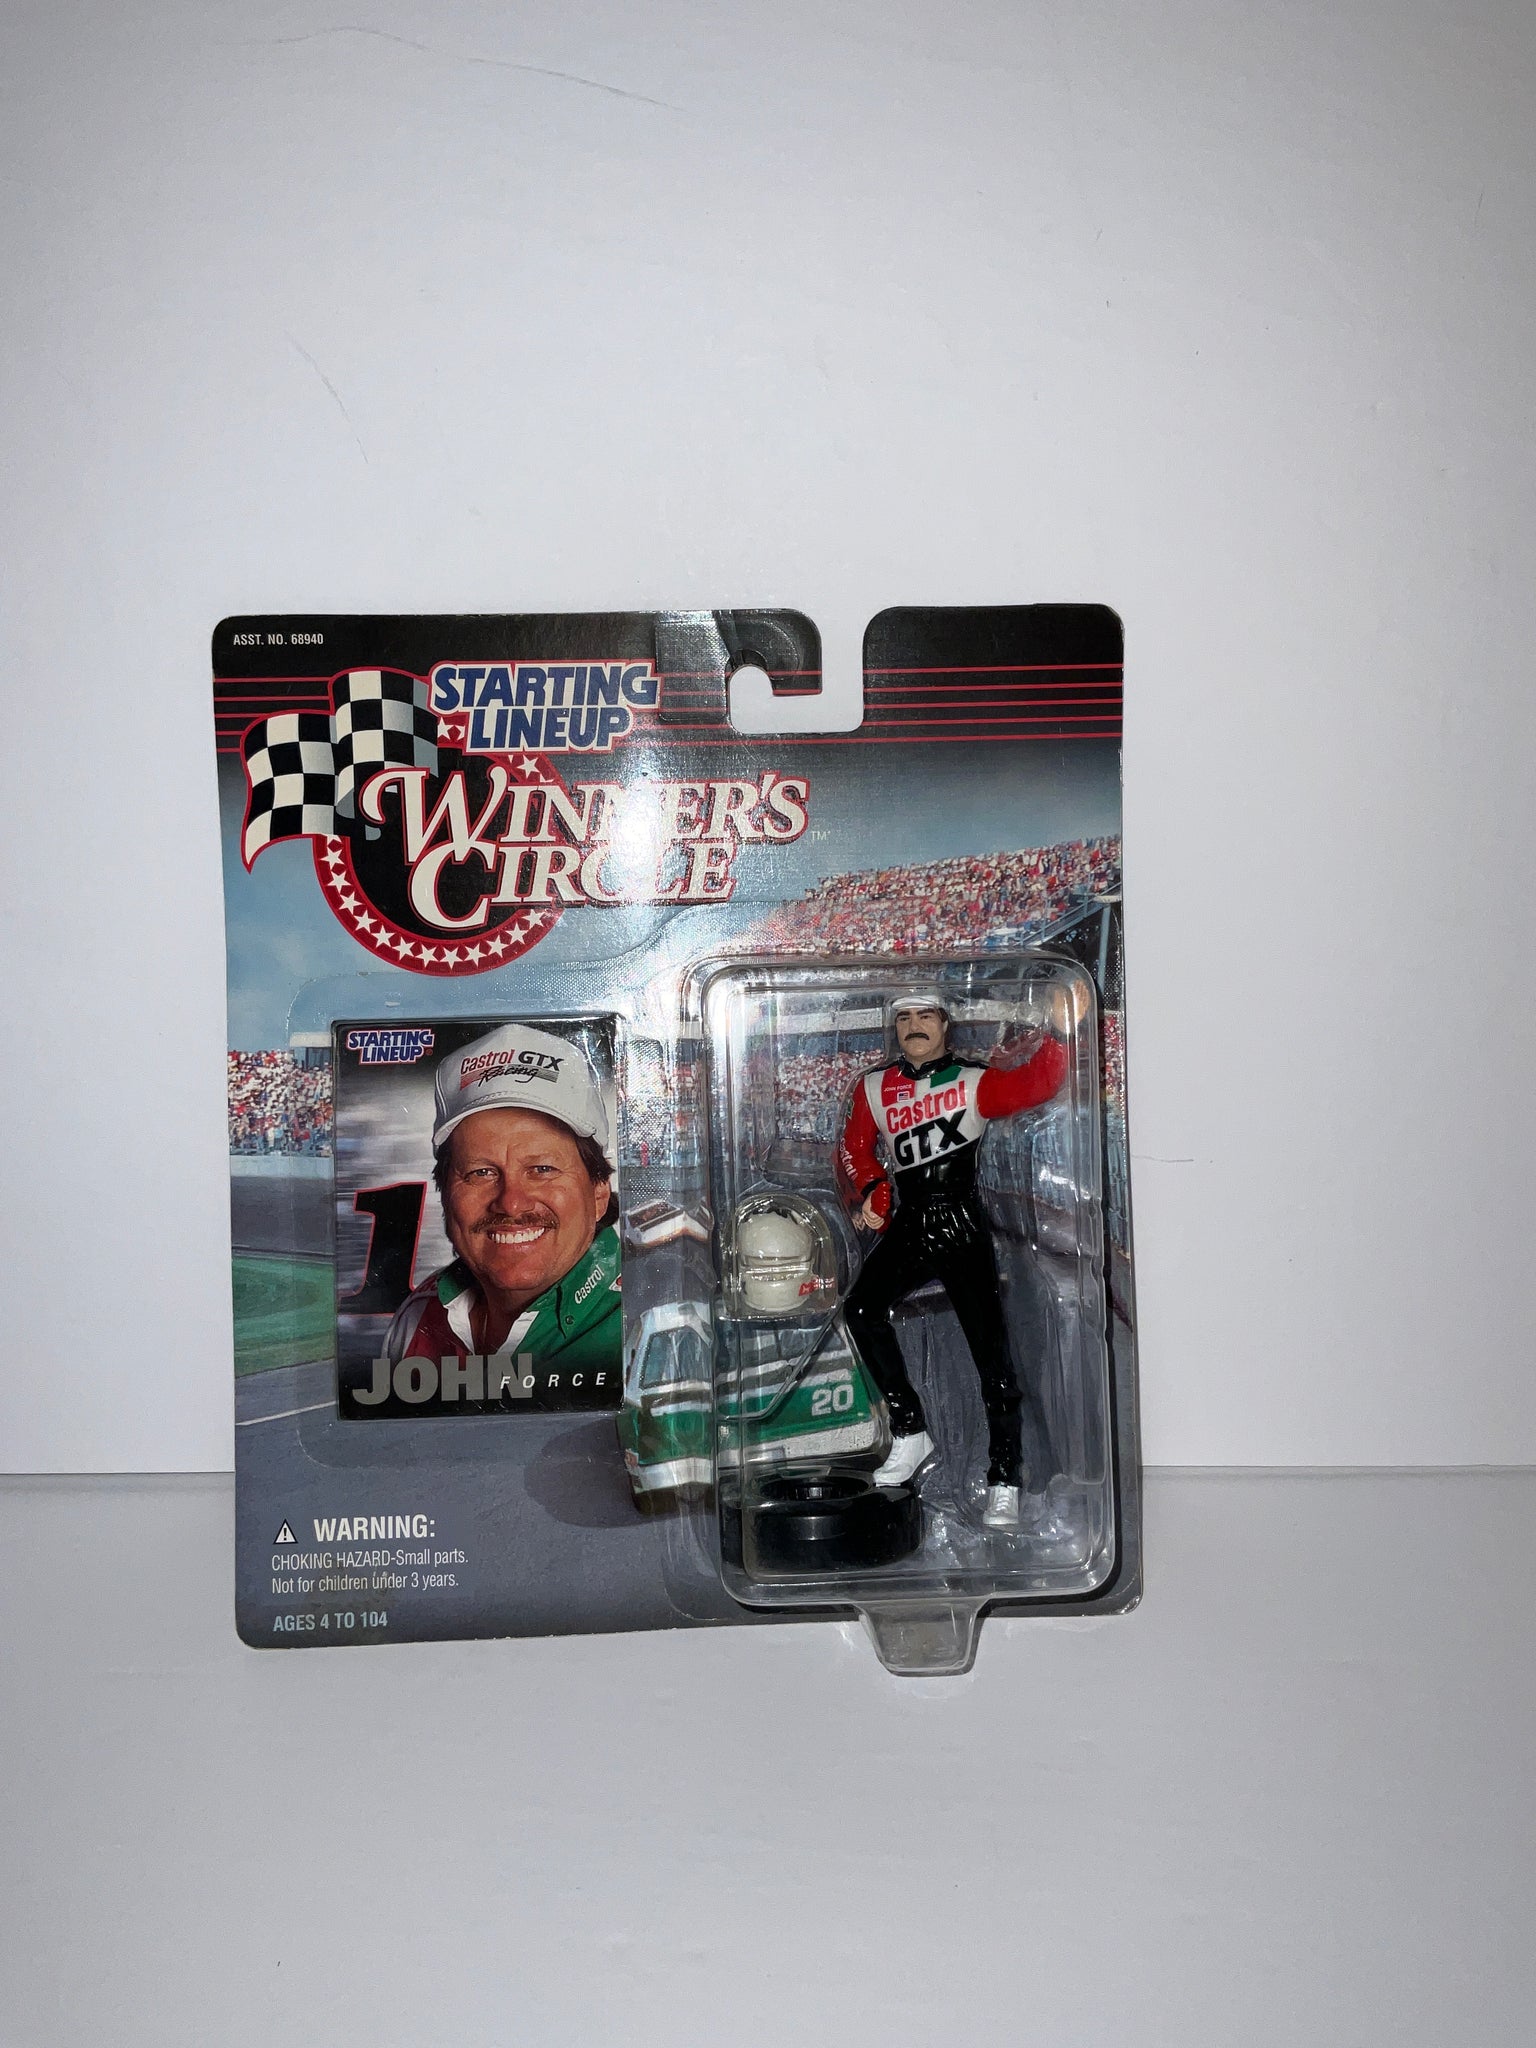 ASST. NO. 68940
STARTING
LINEUP
WINNER'S
CIRCLE
TM
STARTING
LINEUP®
Castrol GTX
Racing
1
Castrol
JOHN
FORCE
JOHN FORCE
Castrol
GTX
Castrol
20
WARNING:
CHOKING HAZARD-Small parts.
Not for children under 3 years.
AGES 4 TO 104